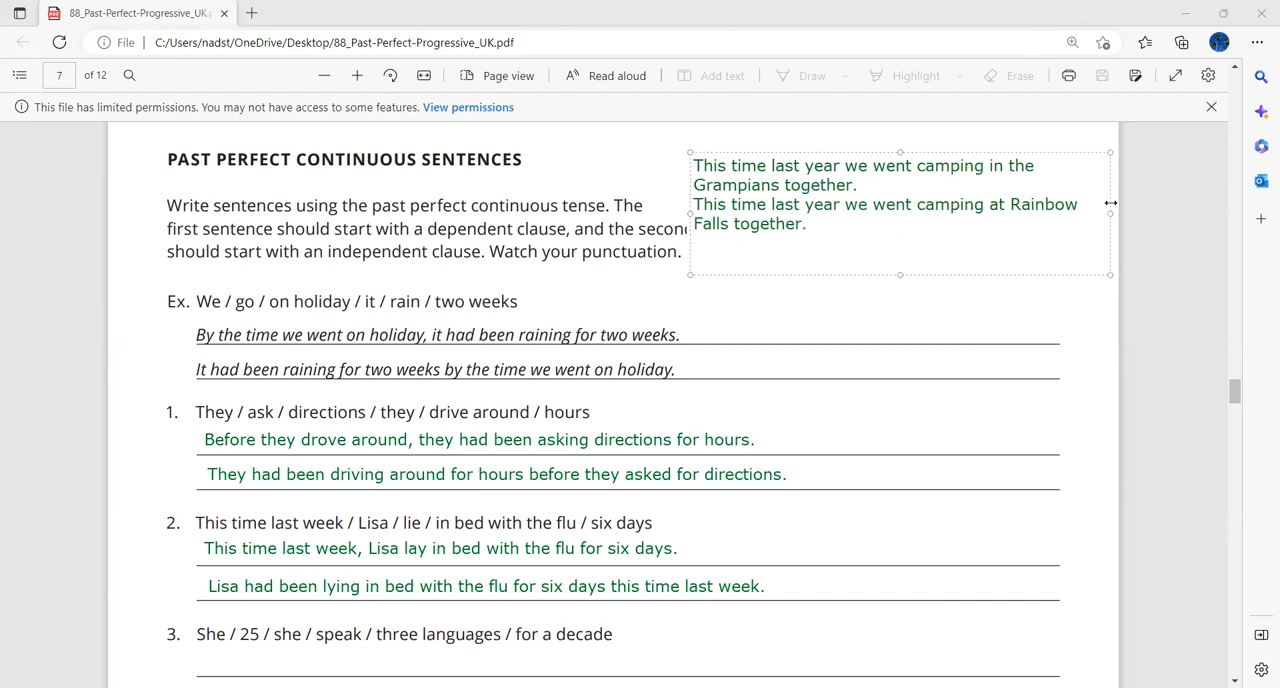 88_Past-Perfect-Progressive_UK.p
File | C:/Users/nadst/OneDrive/Desktop/88_Past-Perfect-Progressive_UK.pdf
7 of 12 Page view Read aloud Add text Draw Highlight Erase
This file has limited permissions. You may not have access to some features. View permissions
PAST PERFECT CONTINUOUS SENTENCES
Write sentences using the past perfect continuous tense. The
first sentence should start with a dependent clause, and the secon
should start with an independent clause. Watch your punctuation.
This time last year we went camping in the
Grampians together.
This time last year we went camping at Rainbow
Falls together.
Ex. We / go / on holiday / it / rain / two weeks
By the time we went on holiday, it had been raining for two weeks.
It had been raining for two weeks by the time we went on holiday.
1. They / ask / directions / they / drive around / hours
Before they drove around, they had been asking directions for hours.
They had been driving around for hours before they asked for directions.
2. This time last week / Lisa / lie / in bed with the flu / six days
This time last week, Lisa lay in bed with the flu for six days.
Lisa had been lying in bed with the flu for six days this time last week.
3. She / 25 / she / speak / three languages / for a decade